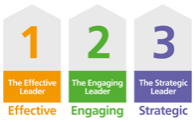 1 2 3
The Effective Leader
The Engaging Leader
The Strategic Leader
Effective Engaging Strategic